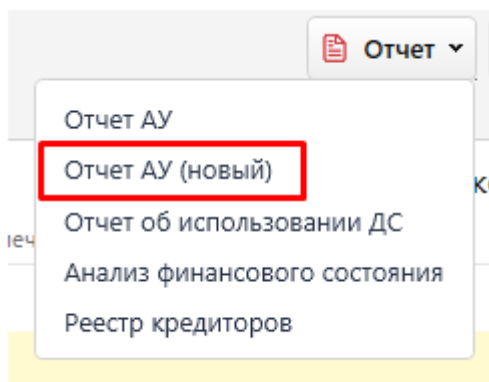 Отчет
Отчет АУ
Отчет АУ (новый)
Отчет об использовании ДС
Анализ финансового состояния
Реестр кредиторов